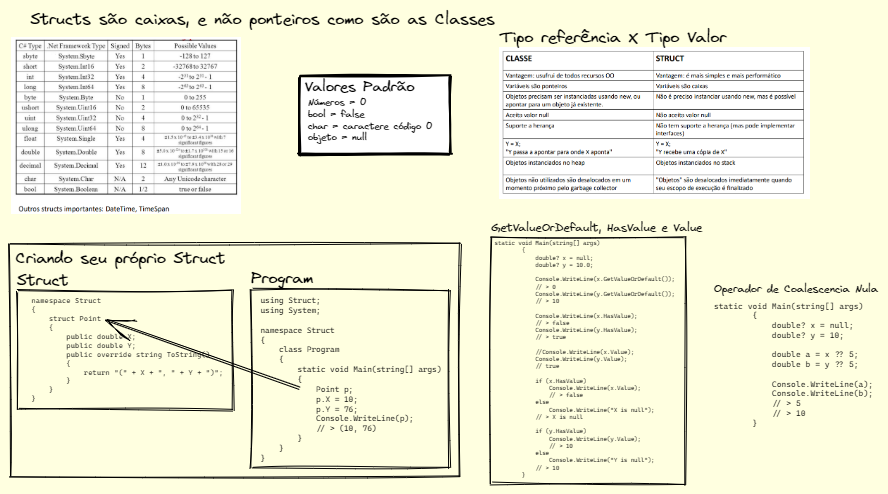 Structs são caixas, e não ponteiros como são as Classes
C# Type .Net Framework Type Signed Bytes Possible Values
sbyte System.Sbyte Yes 1 -128 to 127
short System.Int16 Yes 2 -32768 to 32767
int System.Int32 Yes 4 -2³¹ to 2³¹ - 1
long System.Int64 Yes 8 -2⁶³ to 2⁶³ - 1
byte System.Byte No 1 0 to 255
ushort System.Uint16 No 2 0 to 65535
uint System.Uint32 No 4 0 to 2³² - 1
ulong System.Uint64 No 8 0 to 2⁶⁴ - 1
float System.Single Yes 4
significant figures
double System.Double Yes 8
significant figures
decimal System.Decimal Yes 12
significant figures
char System.Char N/A 2 Any Unicode character
bool System.Boolean N/A 1/2 true or false
Outros structs importantes: DateTime, TimeSpan
Valores Padrão
Números = 0
bool = false
char = caractere código 0
objeto = null
Tipo referência X Tipo Valor
CLASSE STRUCT
Vantagem: usufrui de todos recursos OO Vantagem: é mais simples e mais performático
Variáveis são ponteiros Variáveis são caixas
Objetos precisam ser instanciados usando new, ou Não é preciso instanciar usando new, mas é possível
apontar para um objeto já existente.
Aceita valor null Não aceita valor null
Suporte a herança Não tem suporte a herança (mas pode implementar
interfaces)
Y = X; Y = X;
"Y passa a apontar para onde X aponta" "Y recebe uma cópia de X"
Objetos instanciados no heap Objetos instanciados no stack
Objetos não utilizados são desalocados em um "Objetos" são desalocados imediatamente quando
momento próximo pelo garbage collector seu escopo de execução é finalizado
Criando seu próprio Struct
Struct
namespace Struct
{
struct Point
{
public double X;
public double Y;
public override string ToString()
{
return "(" + X + ", " + Y + ")";
}
}
}
Program
using Struct;
using System;
namespace Struct
{
class Program
{
static void Main(string[] args)
{
Point p;
p.X = 10;
p.Y = 76;
Console.WriteLine(p);
// > (10, 76)
}
}
}
GetValueOrDefault, HasValue e Value
static void Main(string[] args)
{
double? x = null;
double? y = 10.0;
Console.WriteLine(x.GetValueOrDefault());
// > 0
Console.WriteLine(y.GetValueOrDefault());
// > 10
Console.WriteLine(x.HasValue);
// > false
Console.WriteLine(y.HasValue);
// > true
//Console.WriteLine(x.Value);
Console.WriteLine(y.Value);
// true
if (x.HasValue)
Console.WriteLine(x.Value);
// > false
else
Console.WriteLine("X is null");
// > X is null
if (y.HasValue)
Console.WriteLine(y.Value);
// > 10
else
Console.WriteLine("Y is null");
// > 10
}
Operador de Coalescencia Nula
static void Main(string[] args)
{
double? x = null;
double? y = 10;
double a = x ?? 5;
double b = y ?? 5;
Console.WriteLine(a);
Console.WriteLine(b);
// > 5
// > 10
}